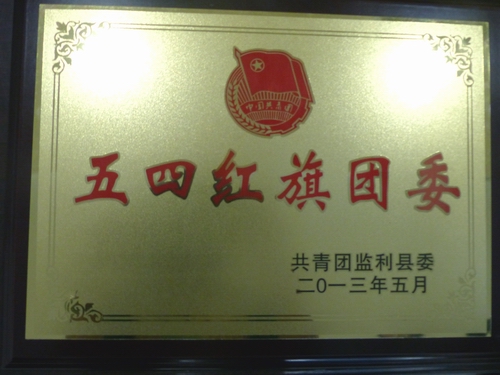 中国共青团
五四红旗团委
共青团监利县委
二〇一三年五月